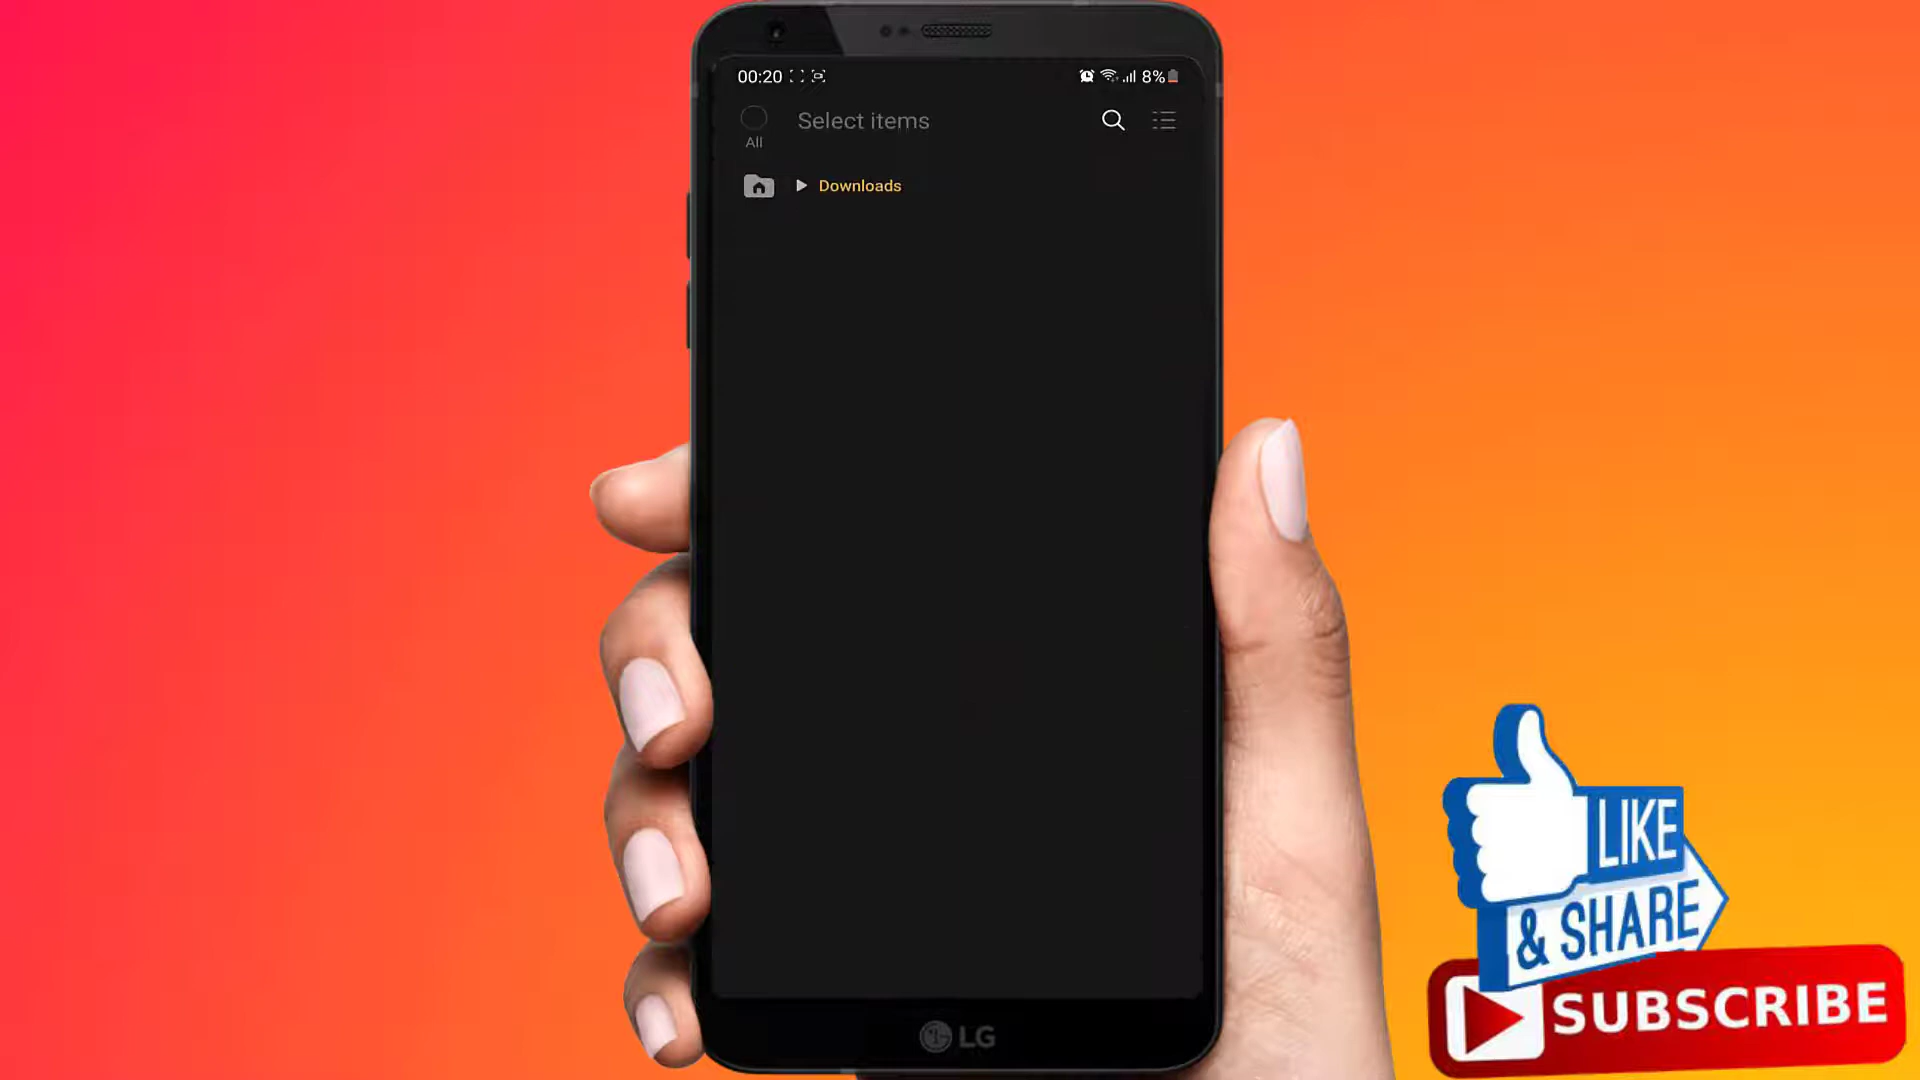 00:20 8%
Select items
All
Downloads
LG
LIKE
& SHARE
SUBSCRIBE